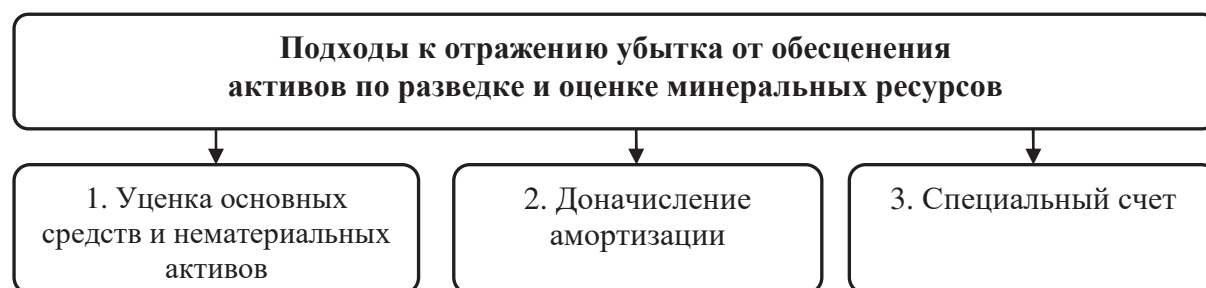 Подходы к отражению убытка от обесценения
активов по разведке и оценке минеральных ресурсов
1. Уценка основных
средств и нематериальных
активов
2. Доначисление
амортизации
3. Специальный счет